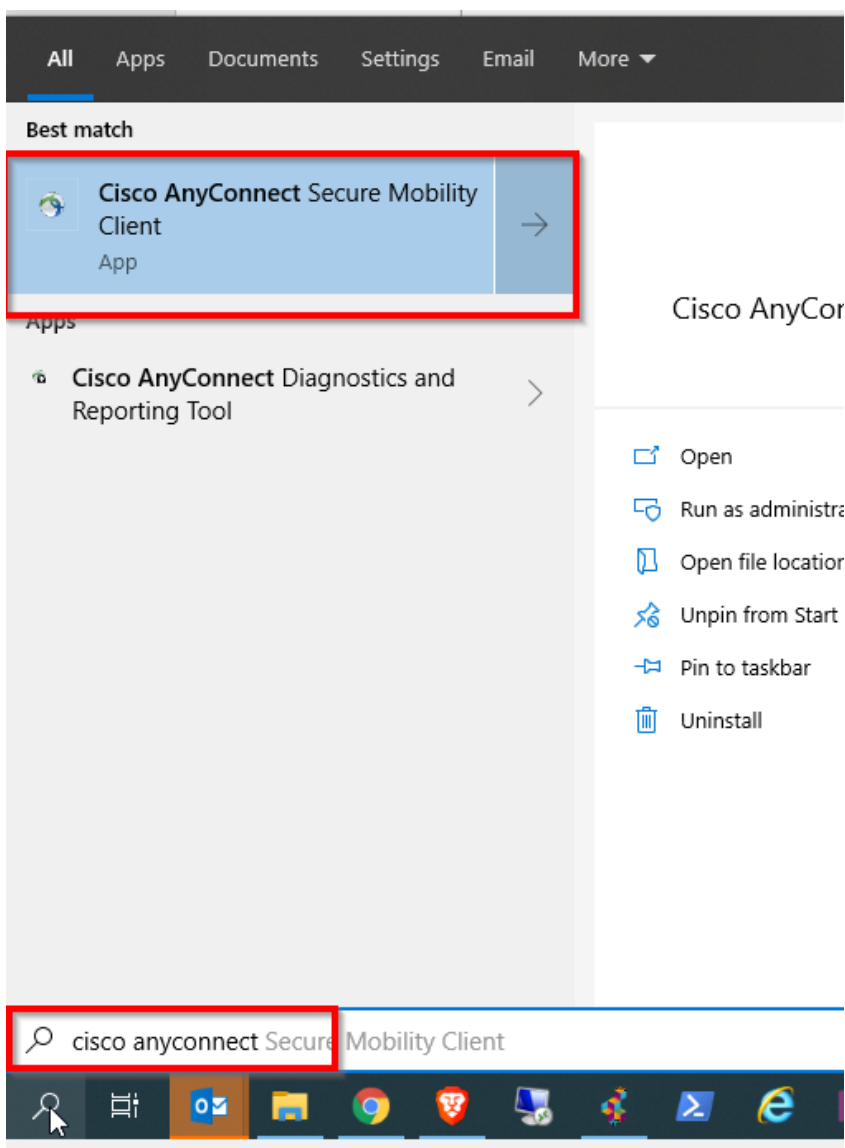 All Apps Documents Settings Email More
Best match
Cisco AnyConnect Secure Mobility
Client
App
Apps
Cisco AnyConnect Diagnostics and
Reporting Tool
Cisco AnyCon
Open
Run as administra
Open file location
Unpin from Start
Pin to taskbar
Uninstall
cisco anyconnect Secure Mobility Client